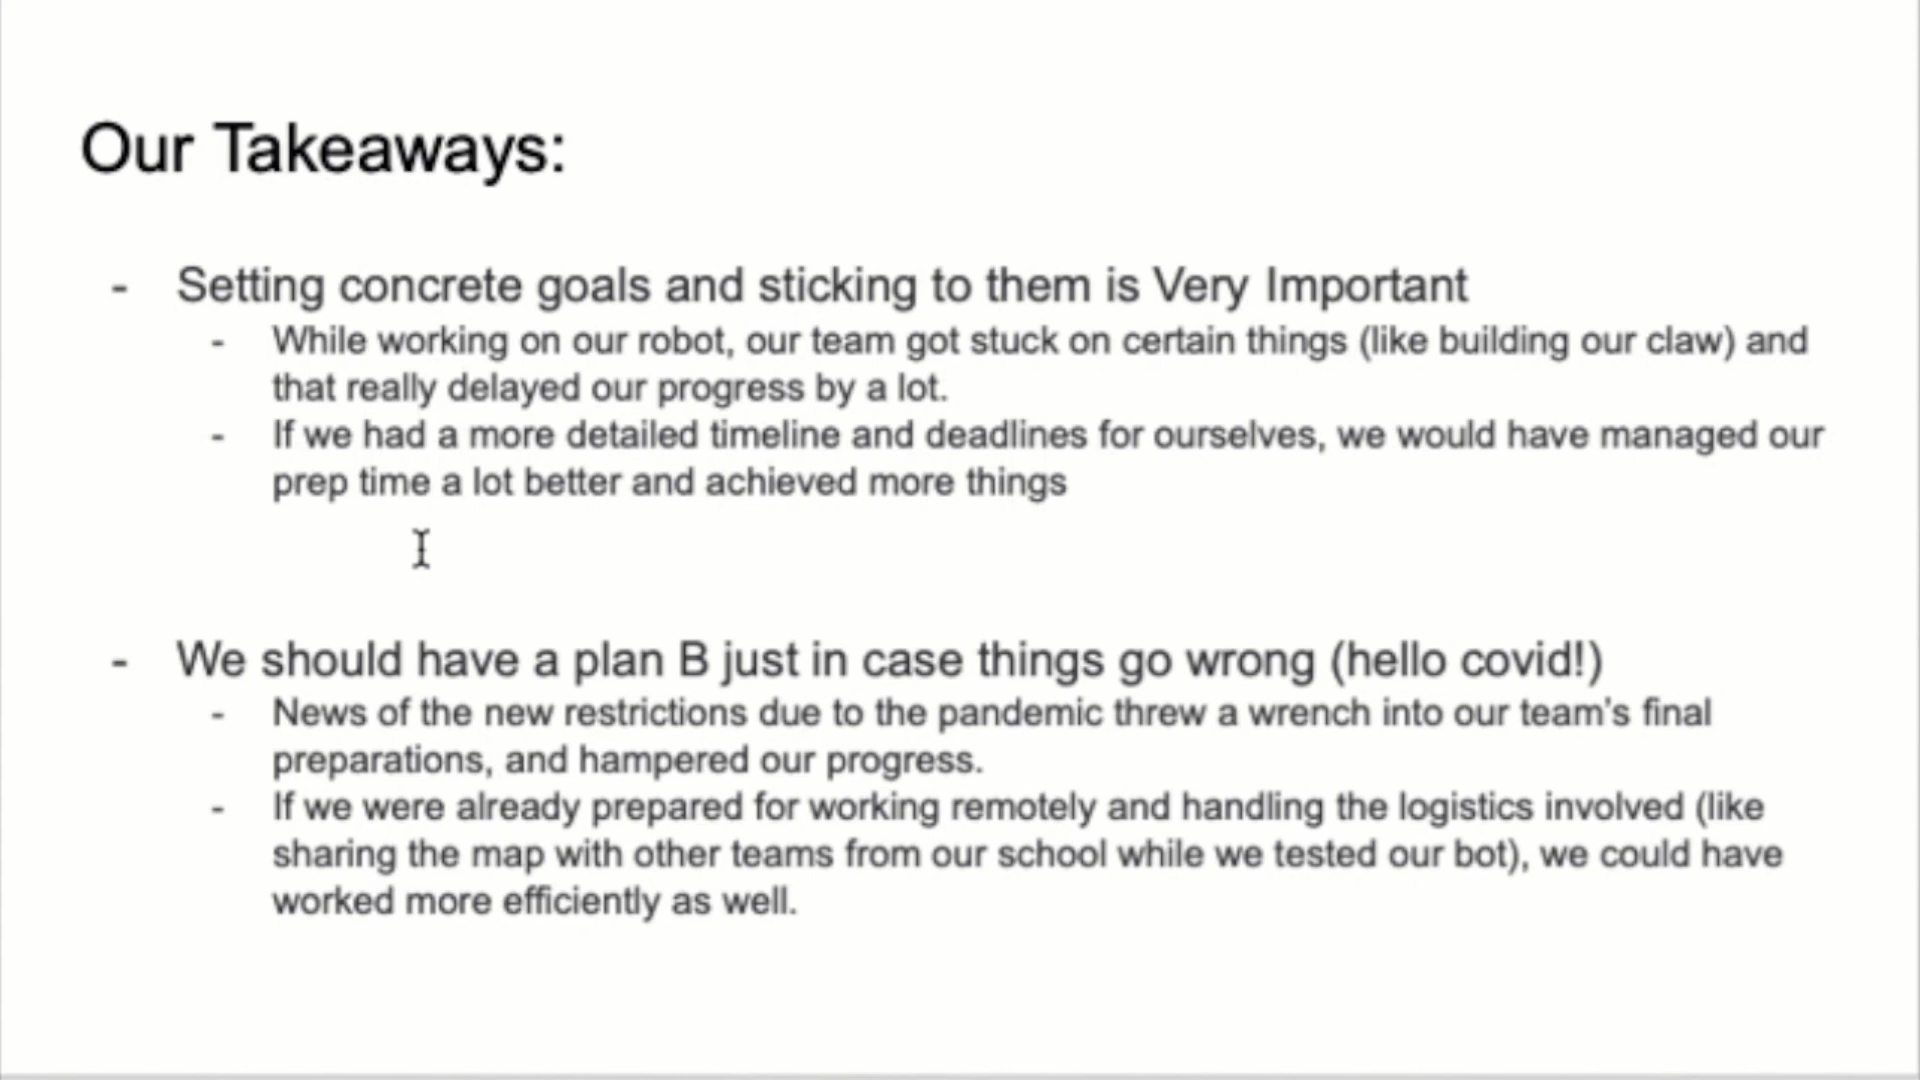 Our Takeaways:
- Setting concrete goals and sticking to them is Very Important
- While working on our robot, our team got stuck on certain things (like building our claw) and
that really delayed our progress by a lot.
- If we had a more detailed timeline and deadlines for ourselves, we would have managed our
prep time a lot better and achieved more things
- We should have a plan B just in case things go wrong (hello covid!)
- News of the new restrictions due to the pandemic threw a wrench into our team's final
preparations, and hampered our progress.
- If we were already prepared for working remotely and handling the logistics involved (like
sharing the map with other teams from our school while we tested our bot), we could have
worked more efficiently as well.